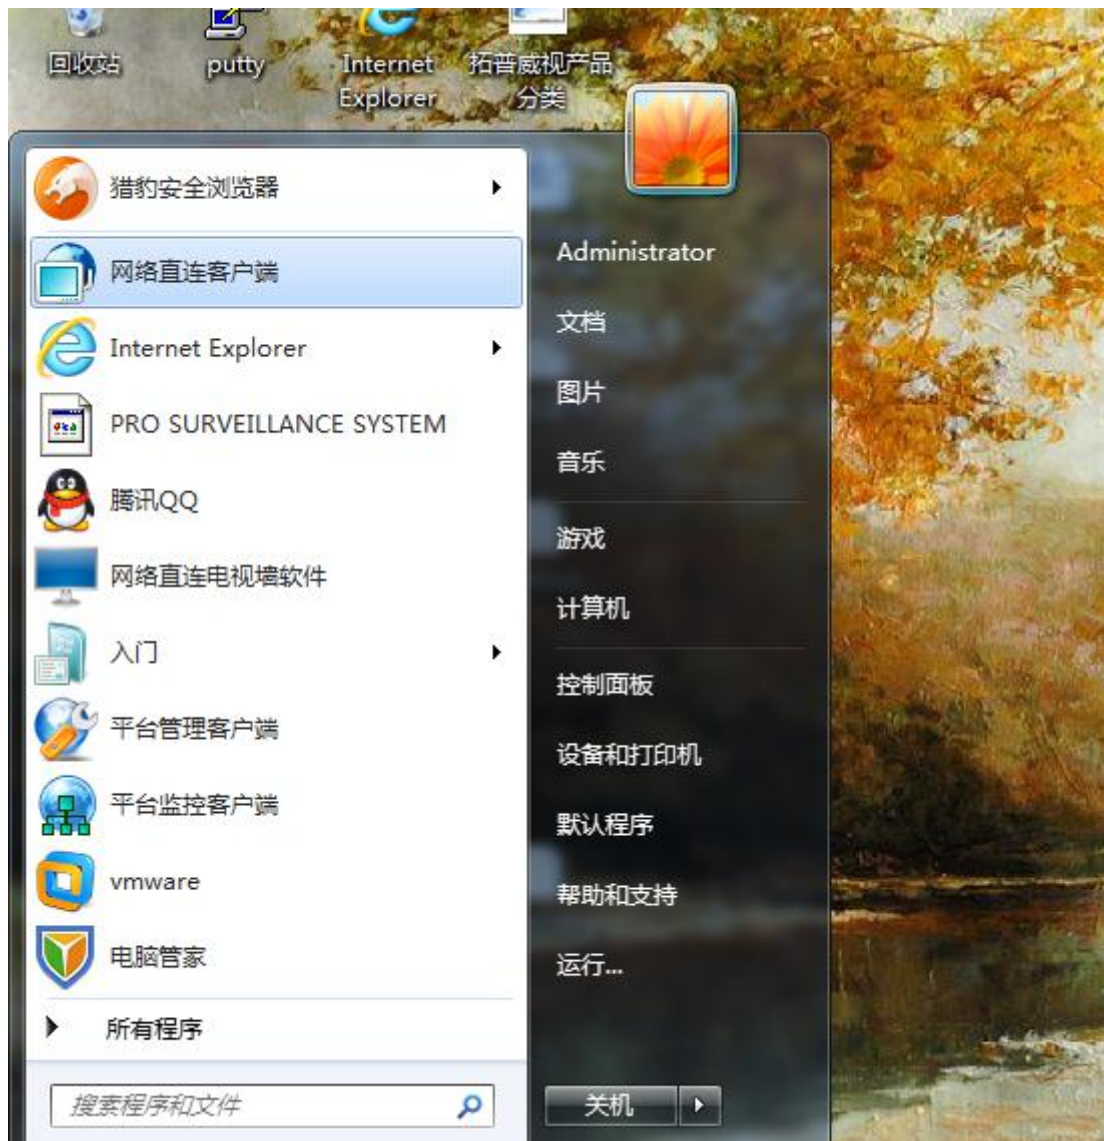 回收站
putty
Internet
Explorer
拓普威视产品
分类
猎豹安全浏览器
网络直连客户端
Internet Explorer
PRO SURVEILLANCE SYSTEM
腾讯QQ
网络直连电视墙软件
入门
平台管理客户端
平台监控客户端
vmware
电脑管家
所有程序
搜索程序和文件
Administrator
文档
图片
音乐
游戏
计算机
控制面板
设备和打印机
默认程序
帮助和支持
运行...
关机